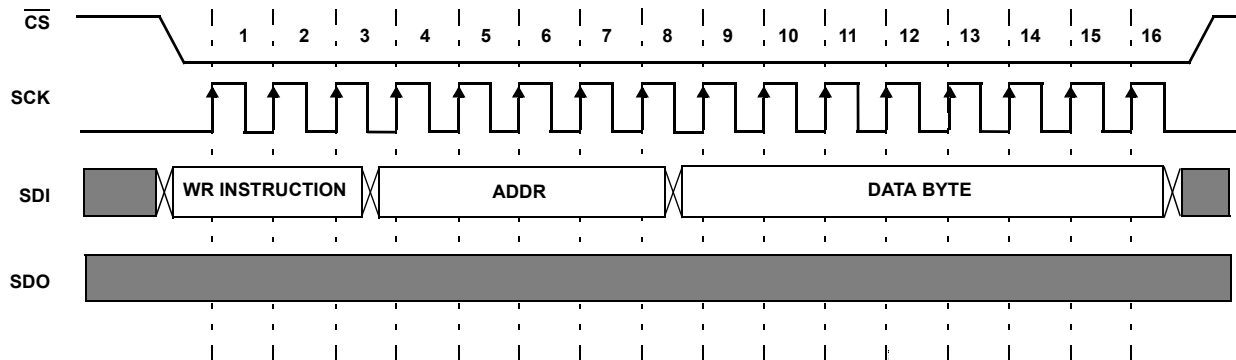 CS
1 2 3 4 5 6 7 8 9 10 11 12 13 14 15 16
SCK
SDI
WR INSTRUCTION
ADDR
DATA BYTE
SDO